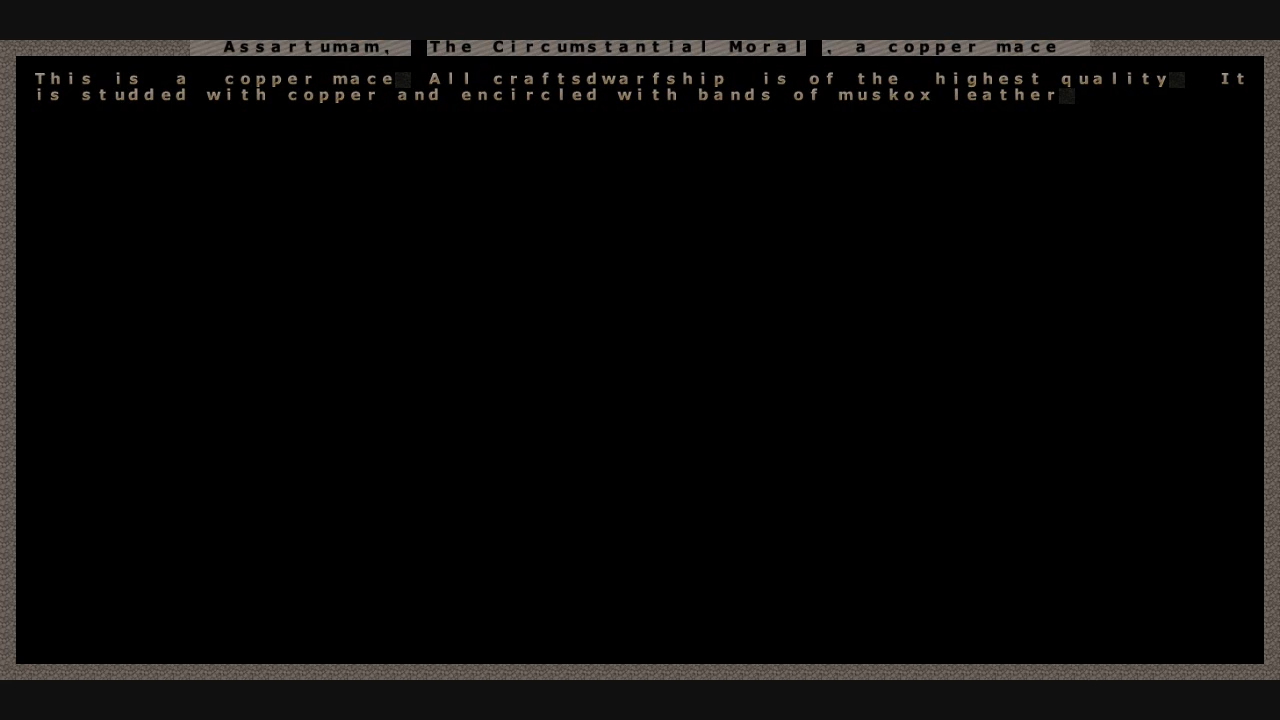 Assartumam, The Circumstantial Moral, a copper mace
This is a copper mace All craftsdwarfship is of the highest quality It
is studded with copper and encircled with bands of muskox leather